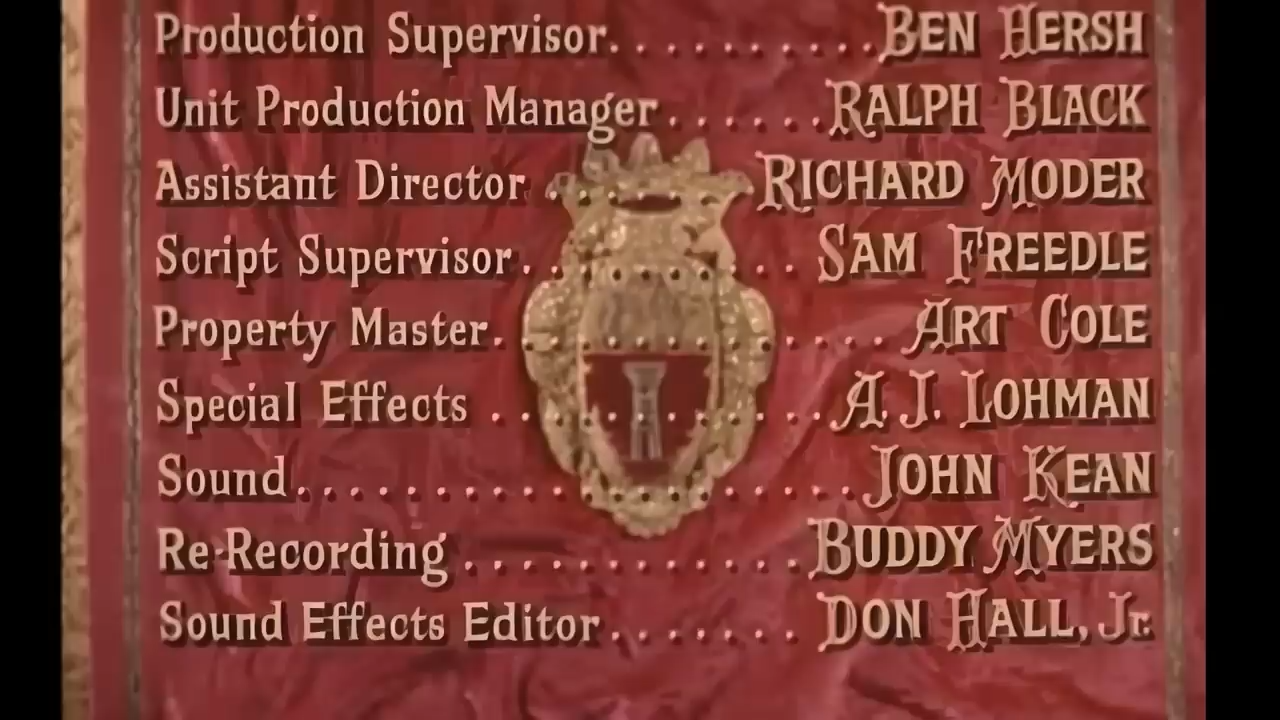 Production Supervisor..........BEN HERSH
Unit Production Manager......RALPH BLACK
Assistant Director ............RICHARD MODER
Script Supervisor............SAM FREEDLE
Property Master..............ART COLE
Special Effects ............A. J. LOHMAN
Sound....................JOHN KEAN
Re-Recording ............BUDDY MYERS
Sound Effects Editor.......DON HALL, Jr.